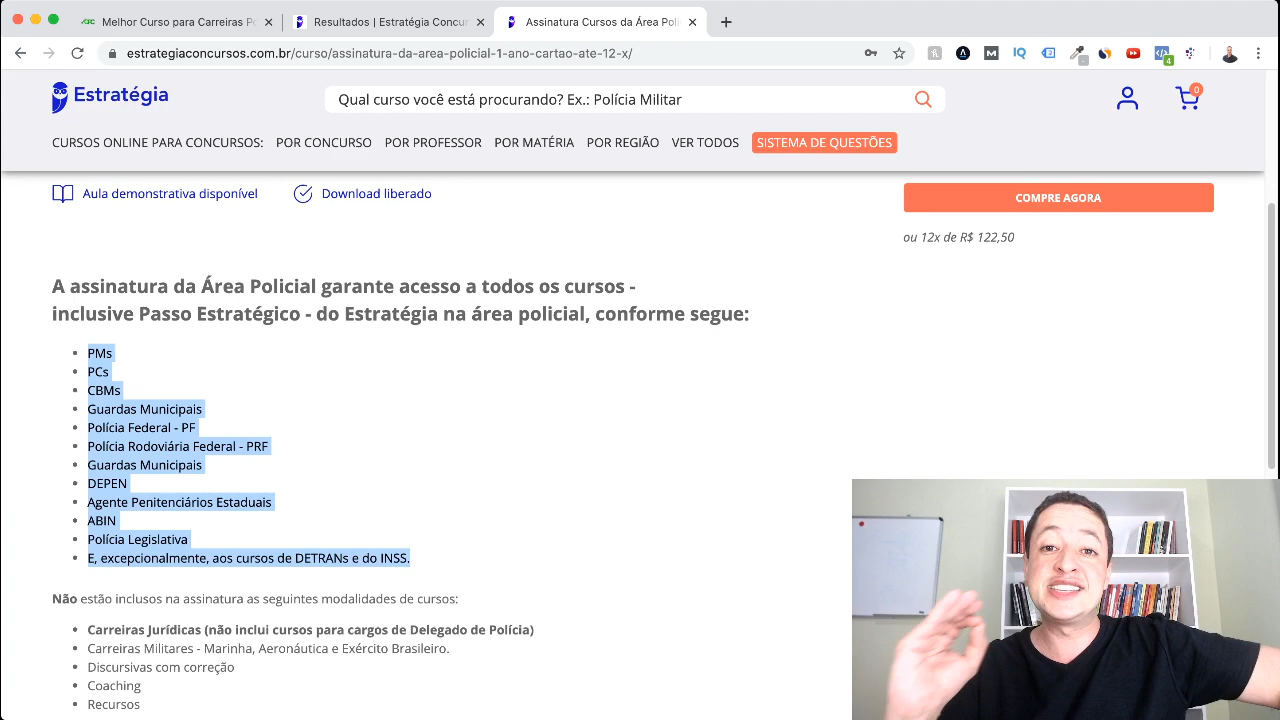 Melhor Curso para Carreiras Po
Resultados | Estratégia Concur
Assinatura Cursos da Área Poli
estrategiaconcursos.com.br/curso/assinatura-da-area-policial-1-ano-cartao-ate-12-x/
Estratégia
Qual curso você está procurando? Ex.: Polícia Militar
0
CURSOS ONLINE PARA CONCURSOS: POR CONCURSO POR PROFESSOR POR MATÉRIA POR REGIÃO VER TODOS SISTEMA DE QUESTÕES
Aula demonstrativa disponível Download liberado
COMPRE AGORA
ou 12x de R$ 122,50
A assinatura da Área Policial garante acesso a todos os cursos -
inclusive Passo Estratégico - do Estratégia na área policial, conforme segue:
PMs
PCs
CBMs
Guardas Municipais
Polícia Federal - PF
Polícia Rodoviária Federal - PRF
Guardas Municipais
DEPEN
Agente Penitenciários Estaduais
ABIN
Polícia Legislativa
E, excepcionalmente, aos cursos de DETRANs e do INSS.
Não estão inclusos na assinatura as seguintes modalidades de cursos:
Carreiras Jurídicas (não inclui cursos para cargos de Delegado de Polícia)
Carreiras Militares - Marinha, Aeronáutica e Exército Brasileiro.
Discursivas com correção
Coaching
Recursos